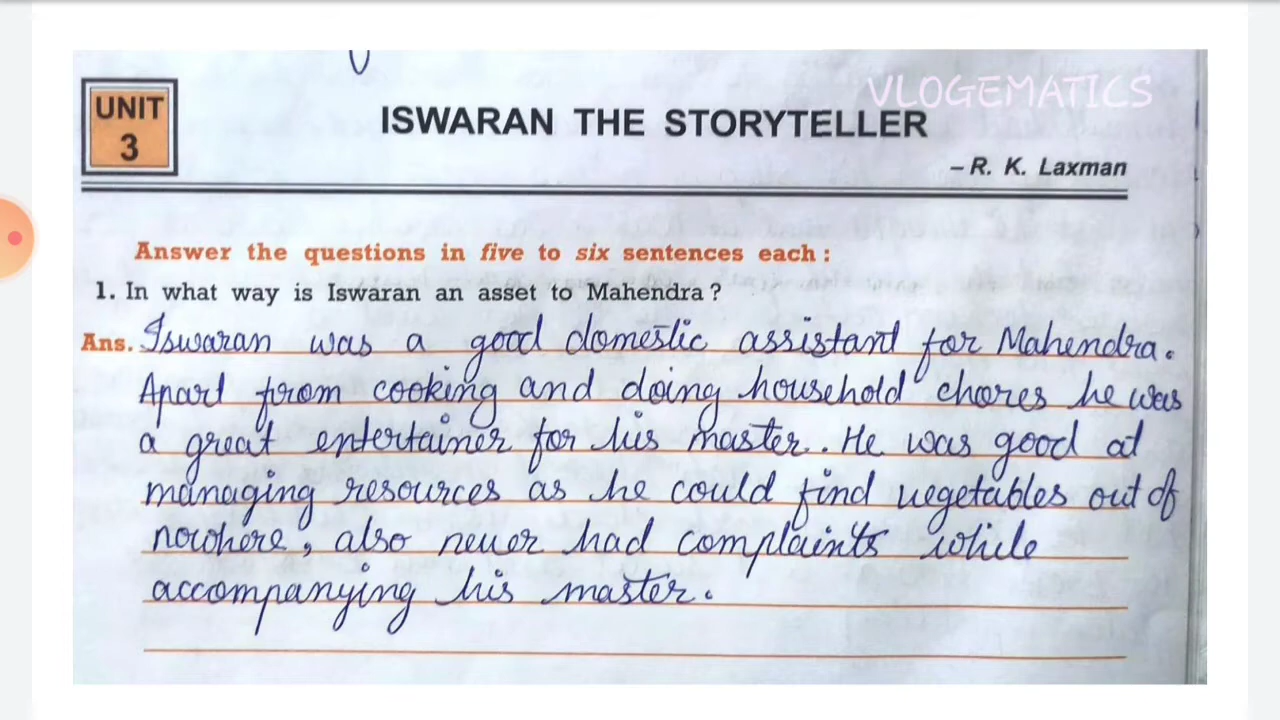 VLOGEMATICS
UNIT
3
ISWARAN THE STORYTELLER
– R. K. Laxman
Answer the questions in five to six sentences each :
1. In what way is Iswaran an asset to Mahendra ?
Ans. Iswaran was a good domestic assistant for Mahendra.
Apart from cooking and doing household chores he was
a great entertainer for his master. He was good at
managing resources as he could find vegetables out of
nowhere, also never had complaints while
accompanying his master.